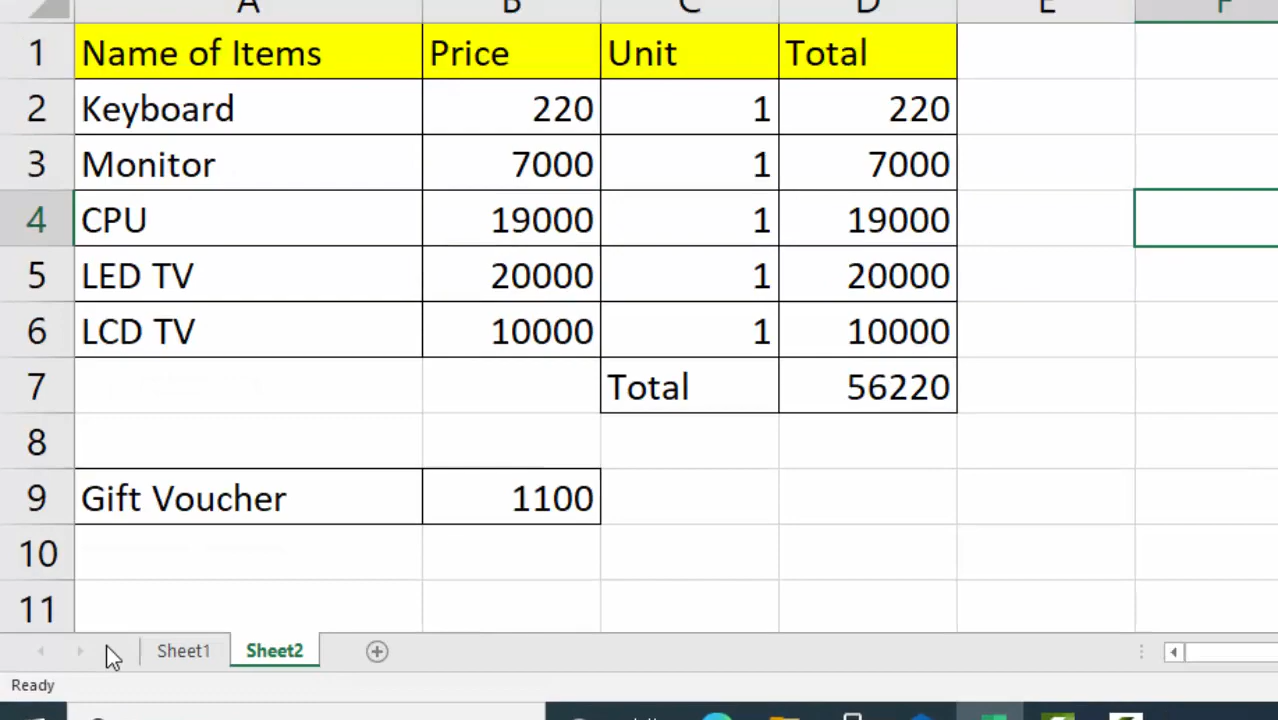 A B C D E F
1 Name of Items Price Unit Total
2 Keyboard 220 1 220
3 Monitor 7000 1 7000
4 CPU 19000 1 19000
5 LED TV 20000 1 20000
6 LCD TV 10000 1 10000
7 Total 56220
8
9 Gift Voucher 1100
10
11
Sheet1 Sheet2
Ready